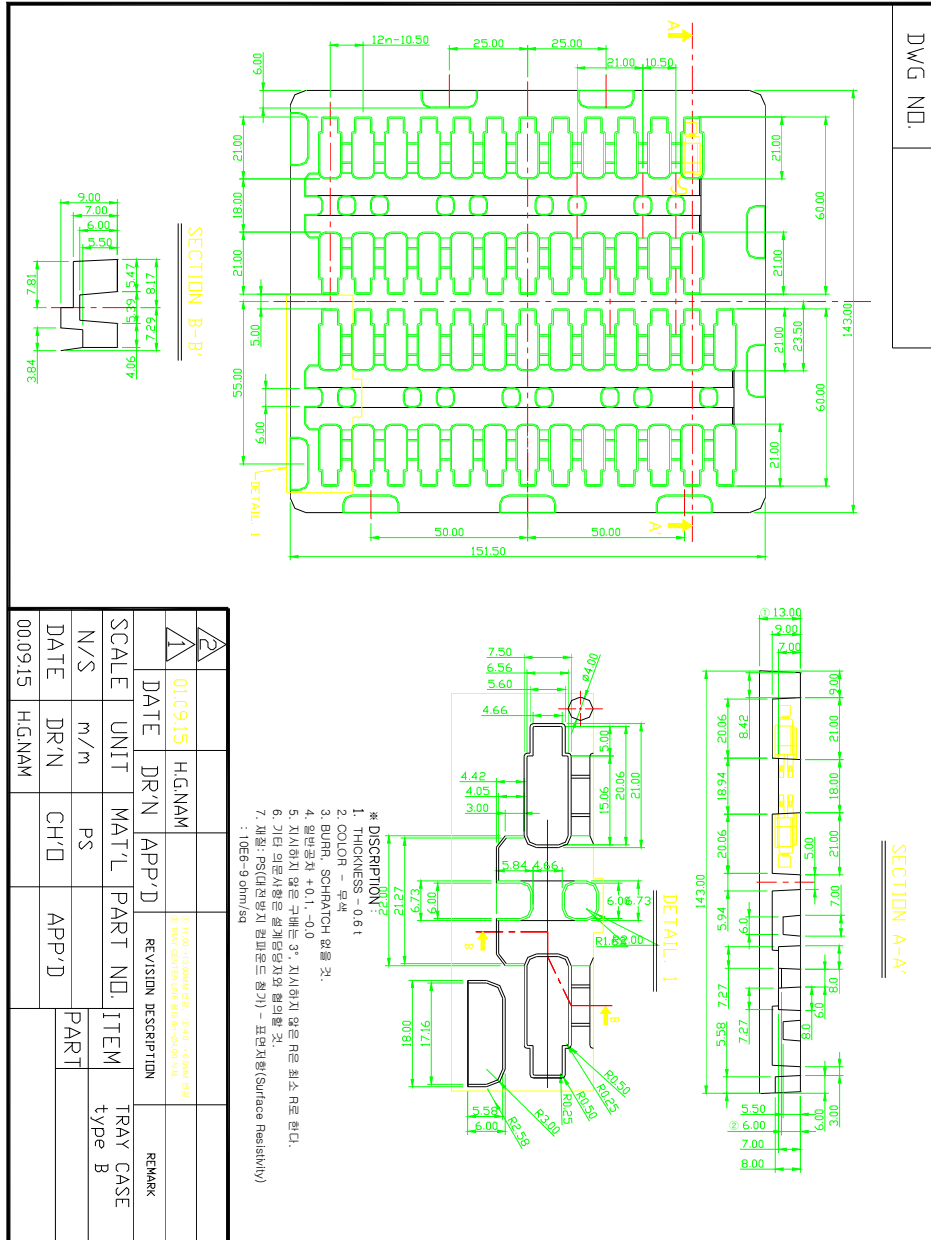 DWG NO.
A
A'
12n-10.50
25.00
25.00
21.00
10.50
6.00
21.00
18.00
21.00
5.00
55.00
6.00
21.00
60.00
21.00
143.00
21.00
23.50
60.00
21.00
50.00
50.00
151.50
DETAIL 1
SECTION B-B'
9.00
7.00
6.00
5.50
7.81
3.84
5.47
8.17
5.39
7.29
4.06
SECTION A-A'
① 13.00
9.00
7.00
9.00
8.42
20.06
21.00
18.94
18.00
20.06
21.00
5.00
143.00
5.94
6.0
7.00
7.27
8.0
7.27
6.0
8.0
5.58
5.50
② 6.00
7.00
8.00
6.00
3.00
DETAIL 1
7.50
6.56
5.60
4.66
ø4.00
5.00
15.06
20.06
21.00
4.42
4.05
3.00
5.84
4.66
21.27
6.73
6.00
6.73
B
B
18.00
17.16
5.58
6.00
R3.00
R2.58
R0.50
R0.25
R0.50
R0.25
※ DISCRIPTION :
1. THICKNESS - 0.6 t
2. COLOR - 무색
3. BURR, SCHRATCH 없을 것.
4. 일반공차 +0.1, -0.0
5. 지시하지 않은 구배는 3°, 지시하지 않은 R은 최소 R로 한다.
6. 기타 의문사항은 설계담당자와 협의할 것.
7. 재질: PS(대전방지 컴파운드 첨가) - 표면저항(Surface Resistivity)
: 10E6-9 ohm/sq
2
1
01.09.15
H.G.NAM
DATE
DR'N
APP'D
REVISION DESCRIPTION
REMARK
SCALE
UNIT
MAT'L
PART NO.
ITEM
TRAY CASE
type B
N/S
m/m
PS
PART
DATE
DR'N
CH'D
APP'D
00.09.15
H.G.NAM